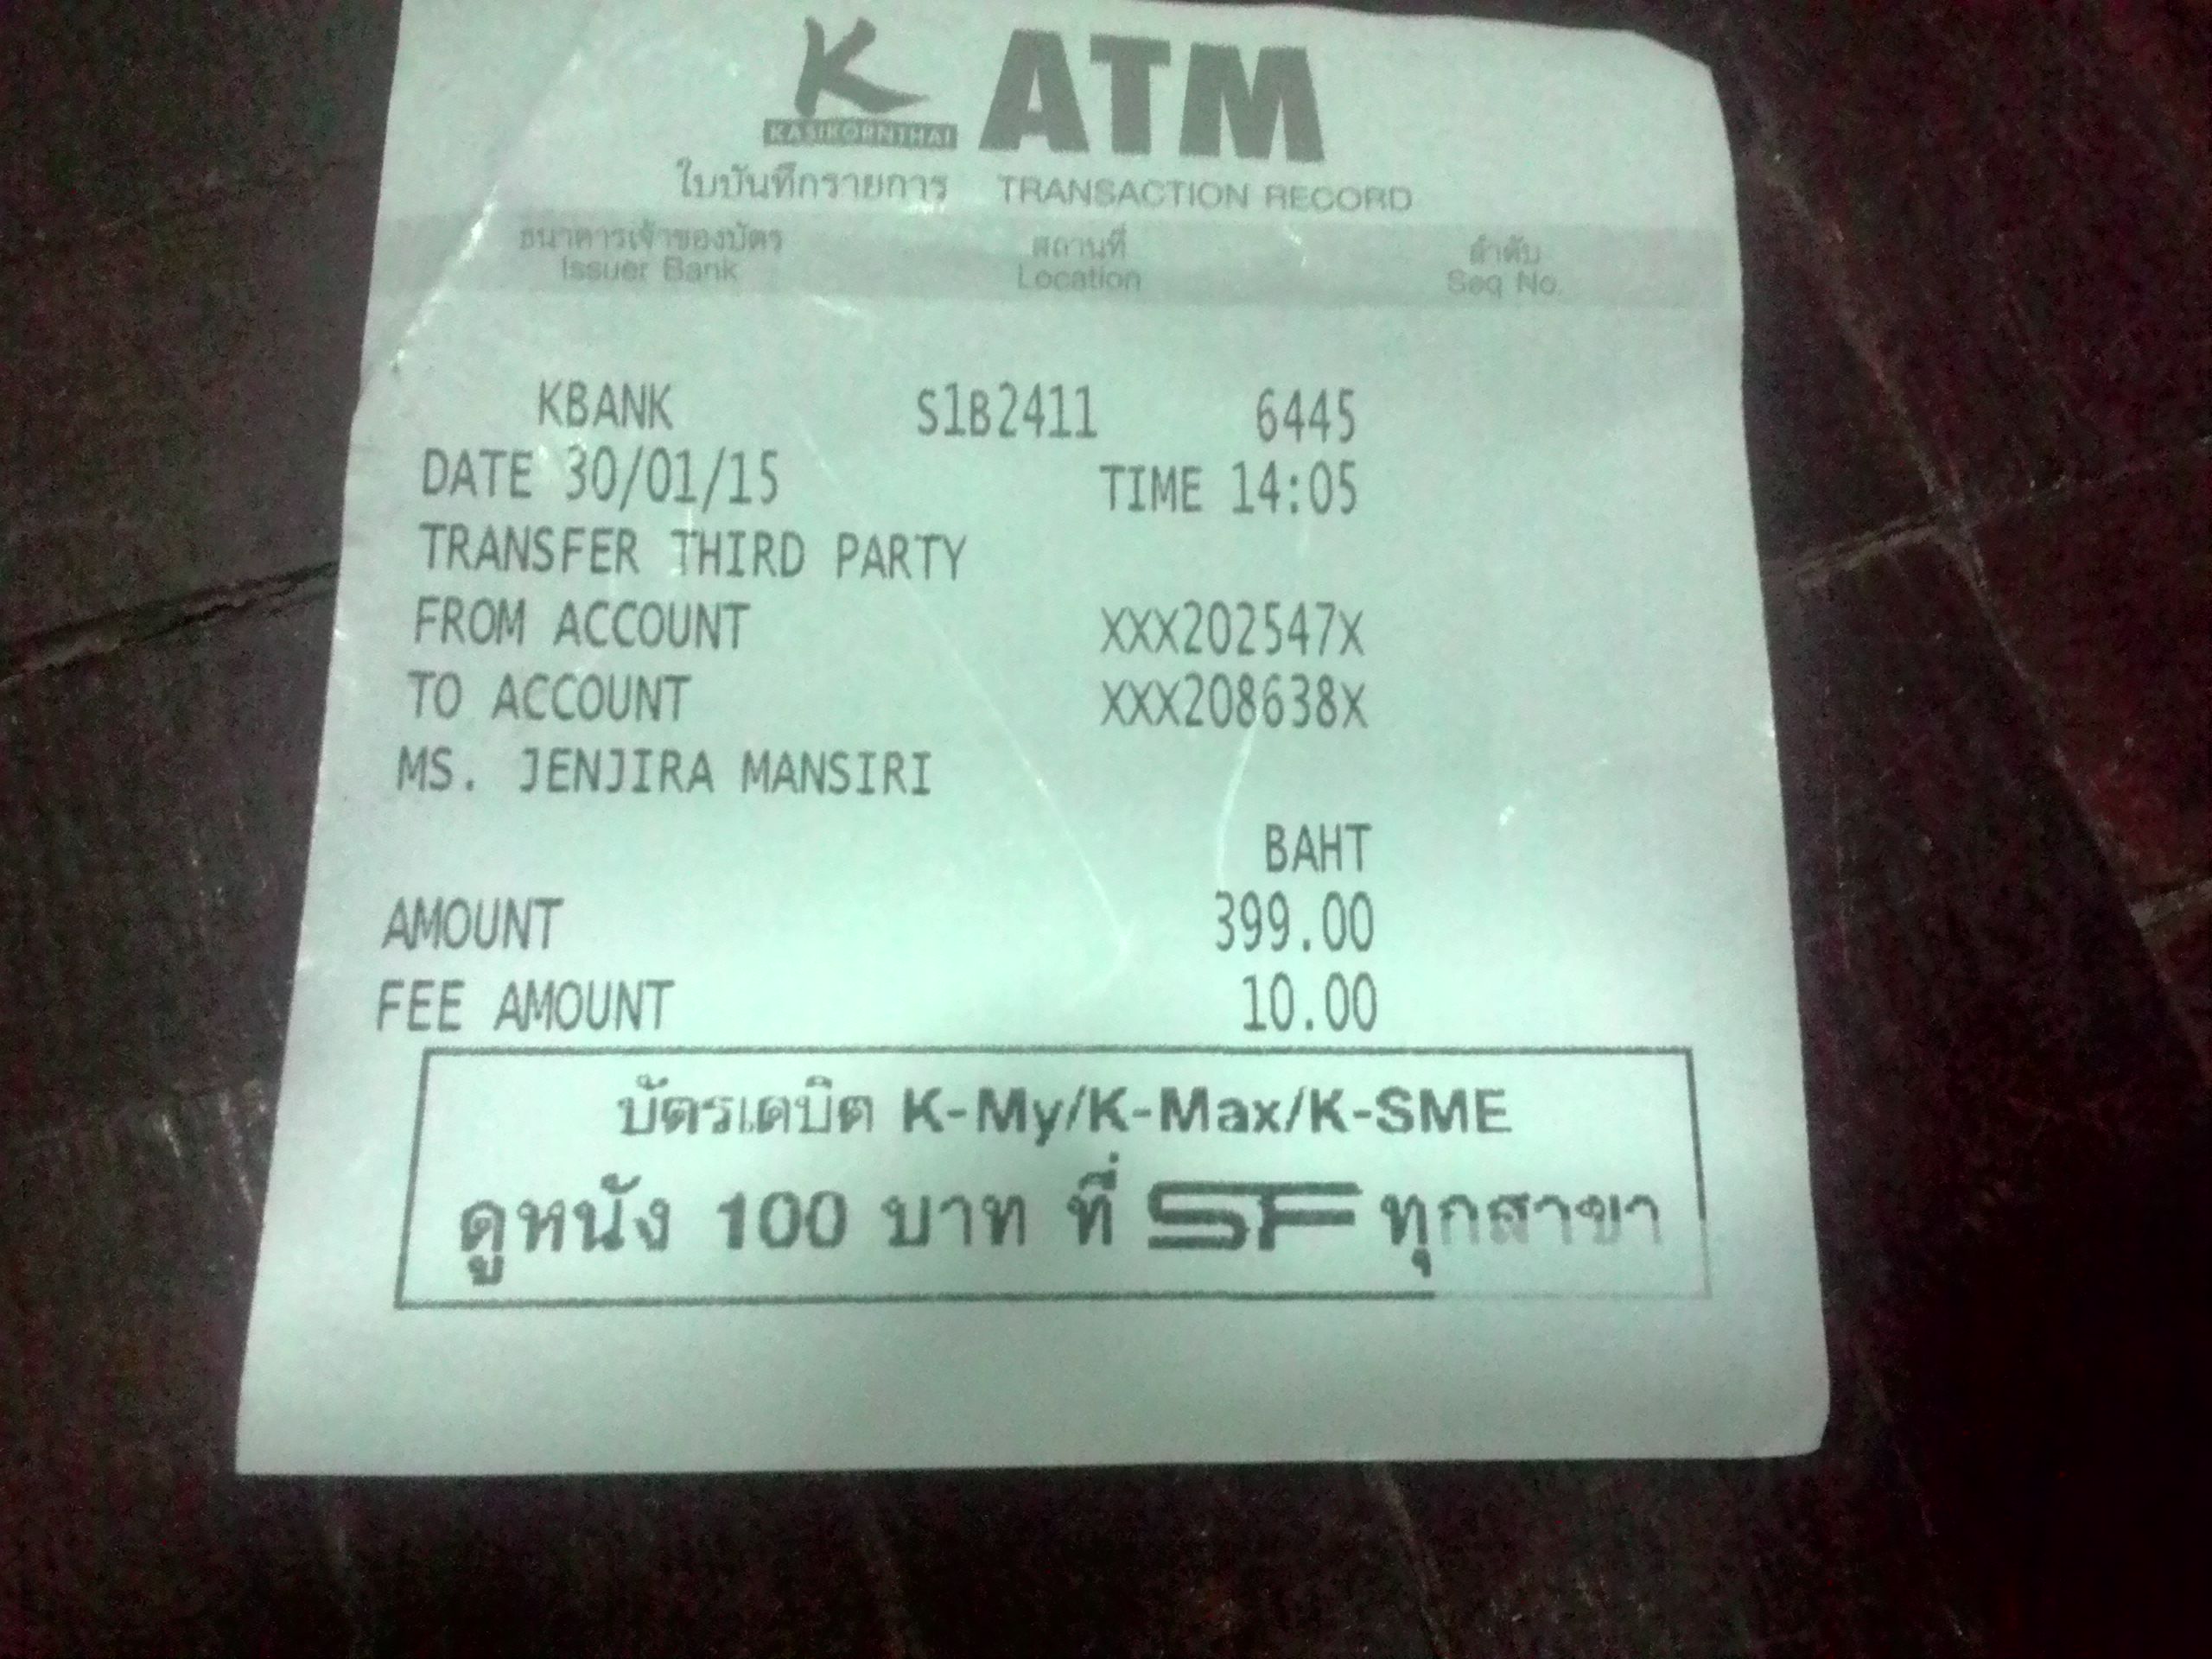 K ATM
KASIKORNTHAI
ใบบันทึกรายการ TRANSACTION RECORD
ธนาคารเจ้าของบัตร สถานที่ ลำดับ
Issuer Bank Location Seq No.
KBANK S1B2411 6445
DATE 30/01/15 TIME 14:05
TRANSFER THIRD PARTY
FROM ACCOUNT XXX202547X
TO ACCOUNT XXX208638X
MS. JENJIRA MANSIRI
BAHT
AMOUNT 399.00
FEE AMOUNT 10.00
บัตรเดบิต K-My/K-Max/K-SME
ดูหนัง 100 บาท ที่ SF ทุกสาขา